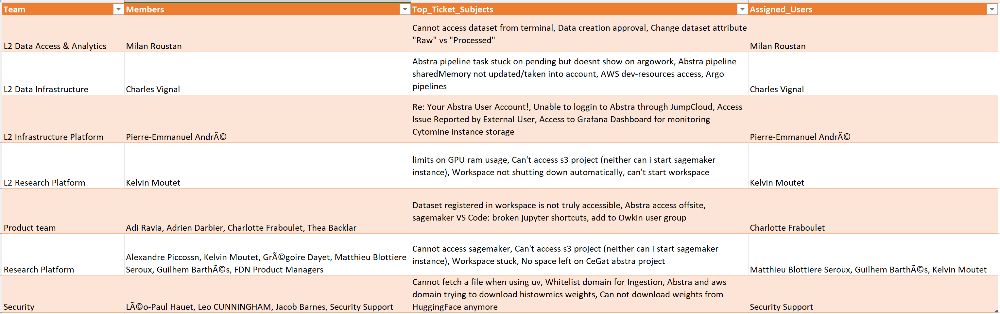 Team Members Top_Ticket_Subjects Assigned_Users
Cannot access dataset from terminal, Data creation approval, Change dataset attribute
"Raw" vs "Processed"
L2 Data Access & Analytics Milan Roustan Milan Roustan
Abstra pipeline task stuck on pending but doesnt show on argowork, Abstra pipeline
sharedMemory not updated/taken into account, AWS dev-resources access, Argo
pipelines
L2 Data Infrastructure Charles Vignal Charles Vignal
Re: Your Abstra User Account!, Unable to loggin to Abstra through JumpCloud, Access
Issue Reported by External User, Access to Grafana Dashboard for monitoring
Cytomine instance storage
L2 Infrastructure Platform Pierre-Emmanuel André Pierre-Emmanuel André
limits on GPU ram usage, Can't access s3 project (neither can i start sagemaker
instance), Workspace not shutting down automatically, can't start workspace
L2 Research Platform Kelvin Moutet Kelvin Moutet
Dataset registered in workspace is not truly accessible, Abstra access offsite,
sagemaker VS Code: broken jupyter shortcuts, add to Owkin user group
Product team Adi Ravia, Adrien Darbier, Charlotte Fraboulet, Thea Backlar Charlotte Fraboulet
Cannot access sagemaker, Can't access s3 project (neither can i start sagemaker
instance), Workspace stuck, No space left on CeGat abstra project
Alexandre Piccossn, Kelvin Moutet, Grégoire Dayet, Matthieu Blottiere
Research Platform Seroux, Guilhem Barthés, FDN Product Managers Matthieu Blottiere Seroux, Guilhem Barthés, Kelvin Moutet
Cannot fetch a file when using uv, Whitelist domain for Ingestion, Abstra and aws
domain trying to download histowmics weights, Can not download weights from
HuggingFace anymore
Security Léo-Paul Hauet, Leo CUNNINGHAM, Jacob Barnes, Security Support Security Support